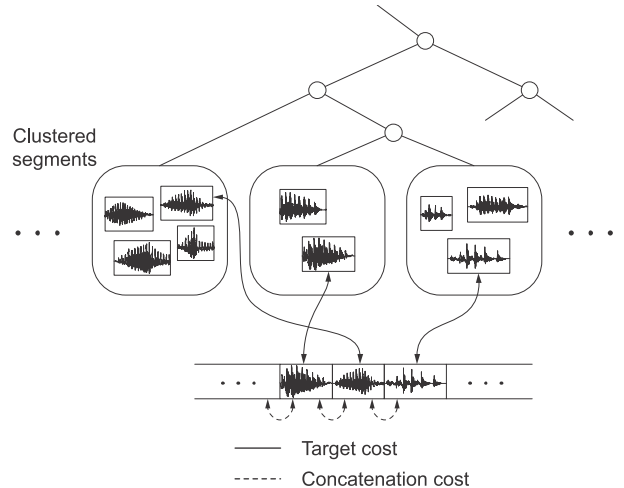 Clustered
segments
Target cost
Concatenation cost